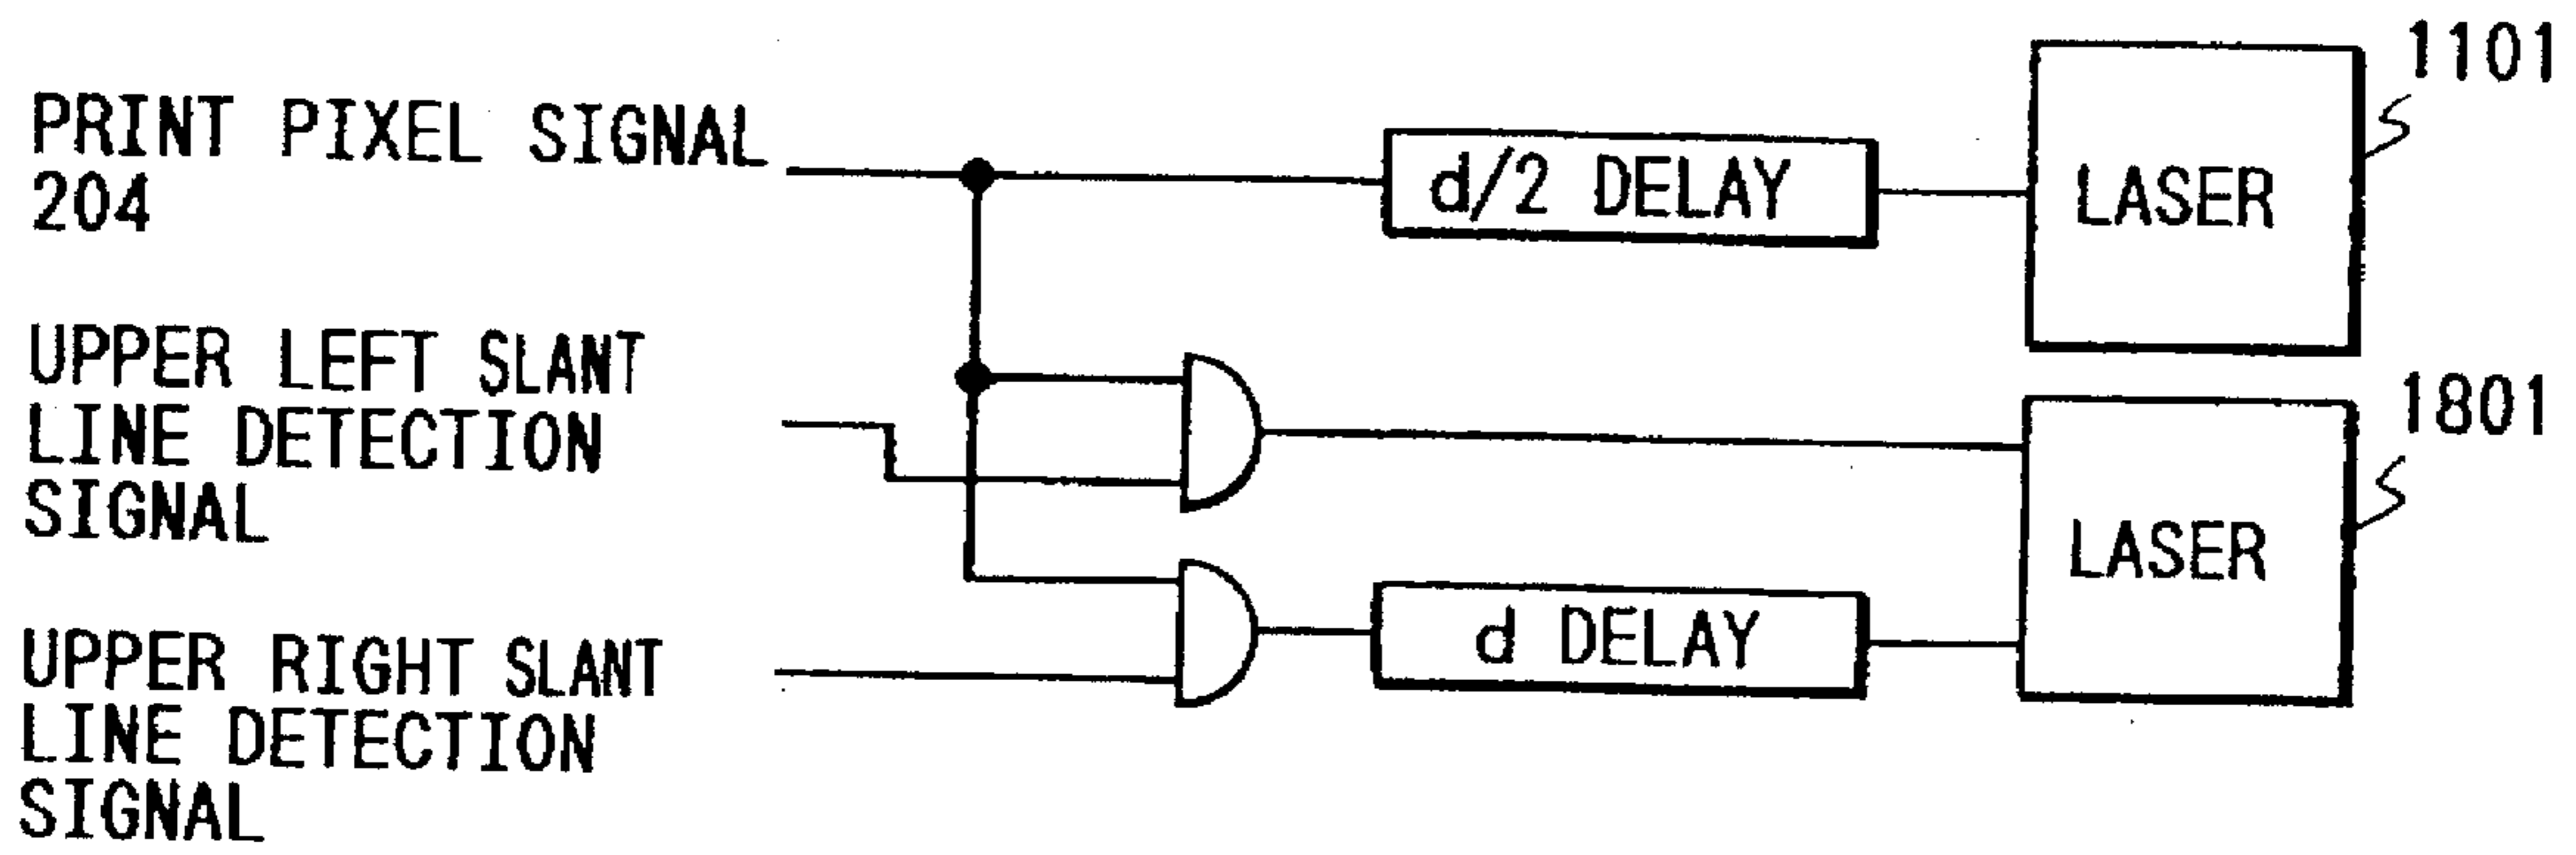 PRINT PIXEL SIGNAL
204
d/2 DELAY
LASER
1101
UPPER LEFT SLANT
LINE DETECTION
SIGNAL
LASER
1801
UPPER RIGHT SLANT
LINE DETECTION
SIGNAL
d DELAY